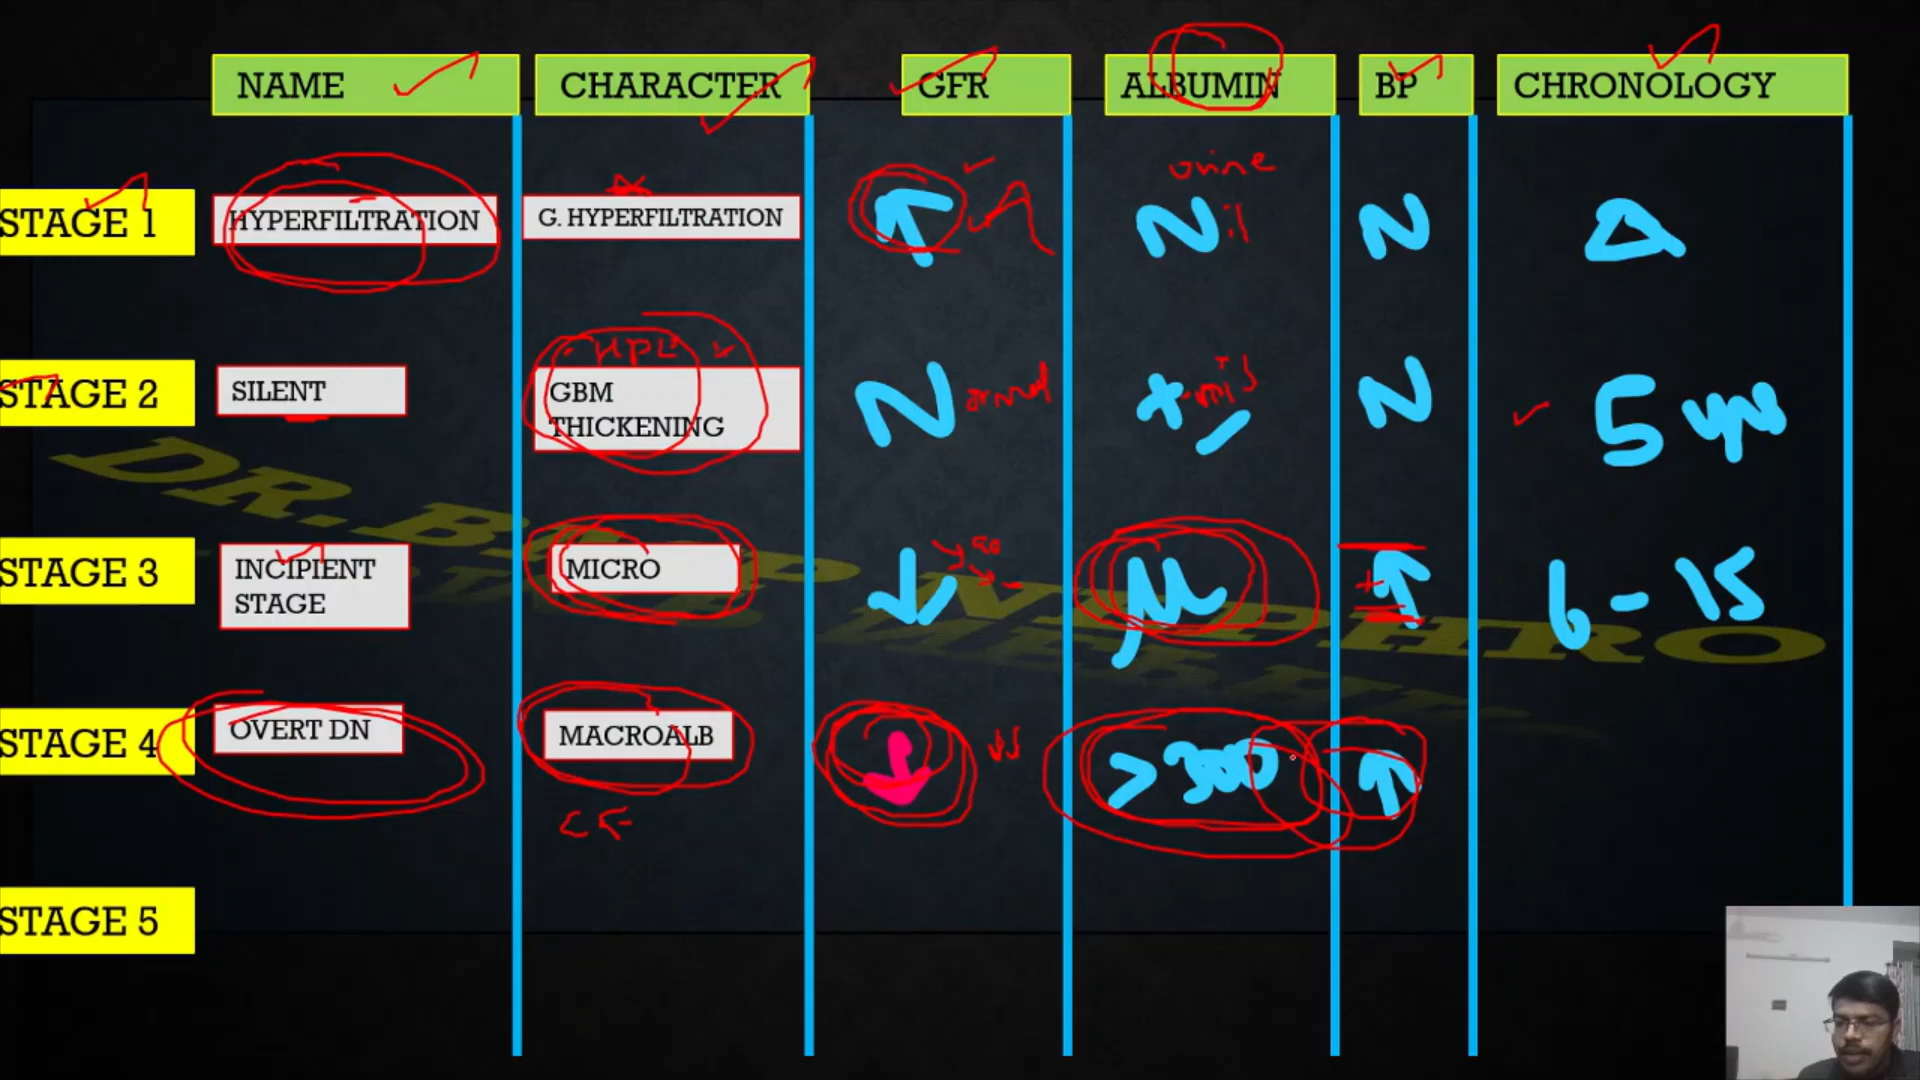 NAME CHARACTER GFR ALBUMIN BP CHRONOLOGY
urine
STAGE 1 HYPERFILTRATION G. HYPERFILTRATION ↑ Nil N Δ
HPE
STAGE 2 SILENT GBM THICKENING Normal +/- N 5 yrs
STAGE 3 INCIPIENT STAGE MICRO ↓ µ ±↑ 6 - 15
STAGE 4 OVERT DN MACROALB ↓ ↓↓ >300 ↑
STAGE 5